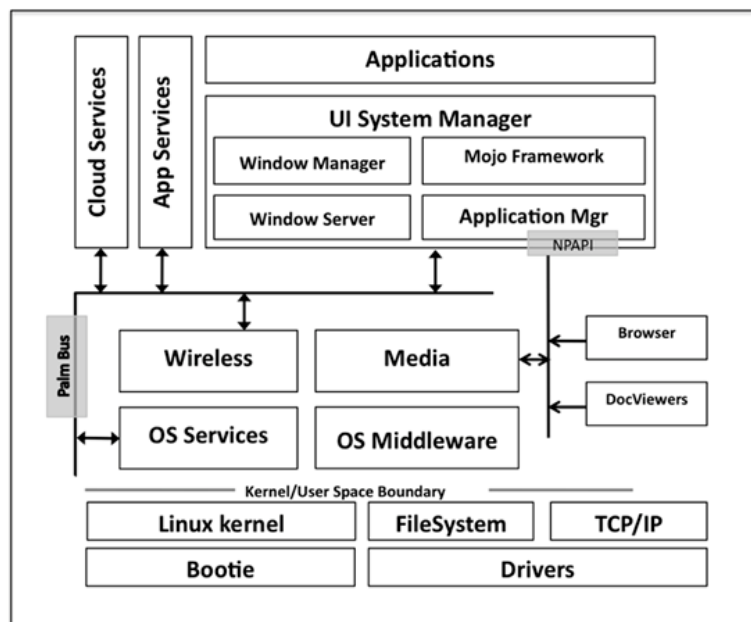 Cloud Services
App Services
Applications
UI System Manager
Window Manager
Mojo Framework
Window Server
Application Mgr
NPAPI
Palm Bus
Wireless
Media
Browser
DocViewers
OS Services
OS Middleware
Kernel/User Space Boundary
Linux kernel
FileSystem
TCP/IP
Bootie
Drivers